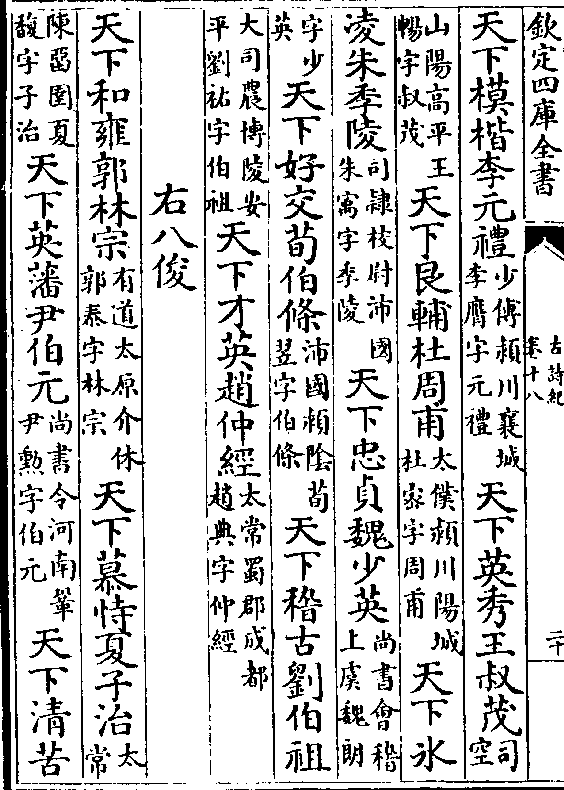 欽定四庫全書
古詩紀
卷十八
二十
天下模楷李元禮少傅頴川襄城李膺字元禮天下英秀王叔茂司空
山陽高平王暢字叔茂天下良輔杜周甫太僕頴川陽城杜宻字周甫天下氷
凌朱季陵司隷校尉沛國朱㝢字季陵天下忠貞魏少英尚書會稽上虞魏朗
字少英天下好交荀伯條沛國頴隂荀翌字伯條天下稽古劉伯祖
大司農博陵安平劉祐字伯祖天下才英趙仲經太常蜀郡成都趙典字仲經
右八俊
天下和雍郭林宗有道太原介休郭泰字林宗天下慕恃夏子治太常
陳畱圉夏馥字子治天下英藩尹伯元尚書令河南鞏尹勲字伯元天下清苦